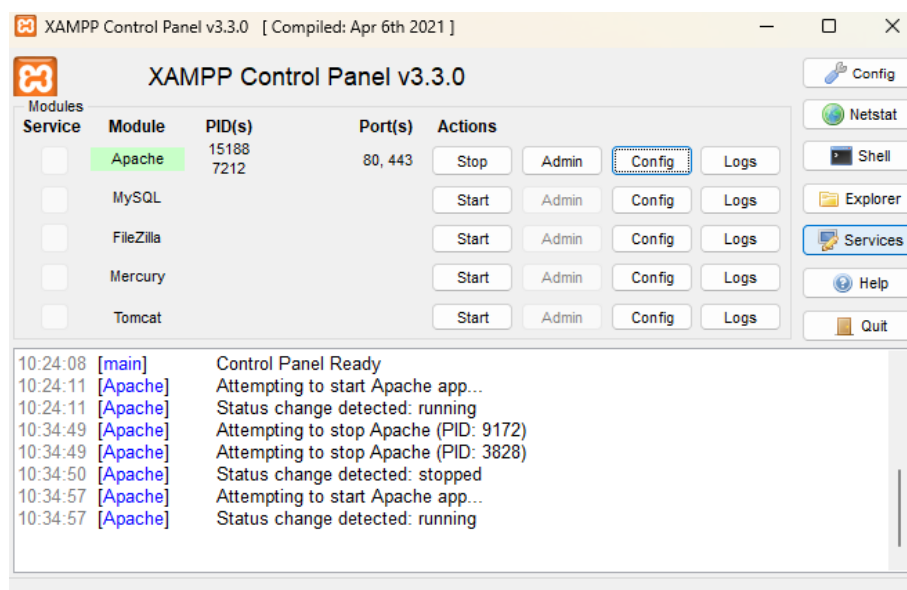 XAMPP Control Panel v3.3.0 [ Compiled: Apr 6th 2021 ]
XAMPP Control Panel v3.3.0
Config
Modules
Service Module PID(s) Port(s) Actions
Netstat
Apache 15188 7212 80, 443 Stop Admin Config Logs
Shell
MySQL Start Admin Config Logs
Explorer
FileZilla Start Admin Config Logs
Services
Mercury Start Admin Config Logs
Help
Tomcat Start Admin Config Logs
Quit
10:24:08 [main] Control Panel Ready
10:24:11 [Apache] Attempting to start Apache app...
10:24:11 [Apache] Status change detected: running
10:34:49 [Apache] Attempting to stop Apache (PID: 9172)
10:34:49 [Apache] Attempting to stop Apache (PID: 3828)
10:34:50 [Apache] Status change detected: stopped
10:34:57 [Apache] Attempting to start Apache app...
10:34:57 [Apache] Status change detected: running